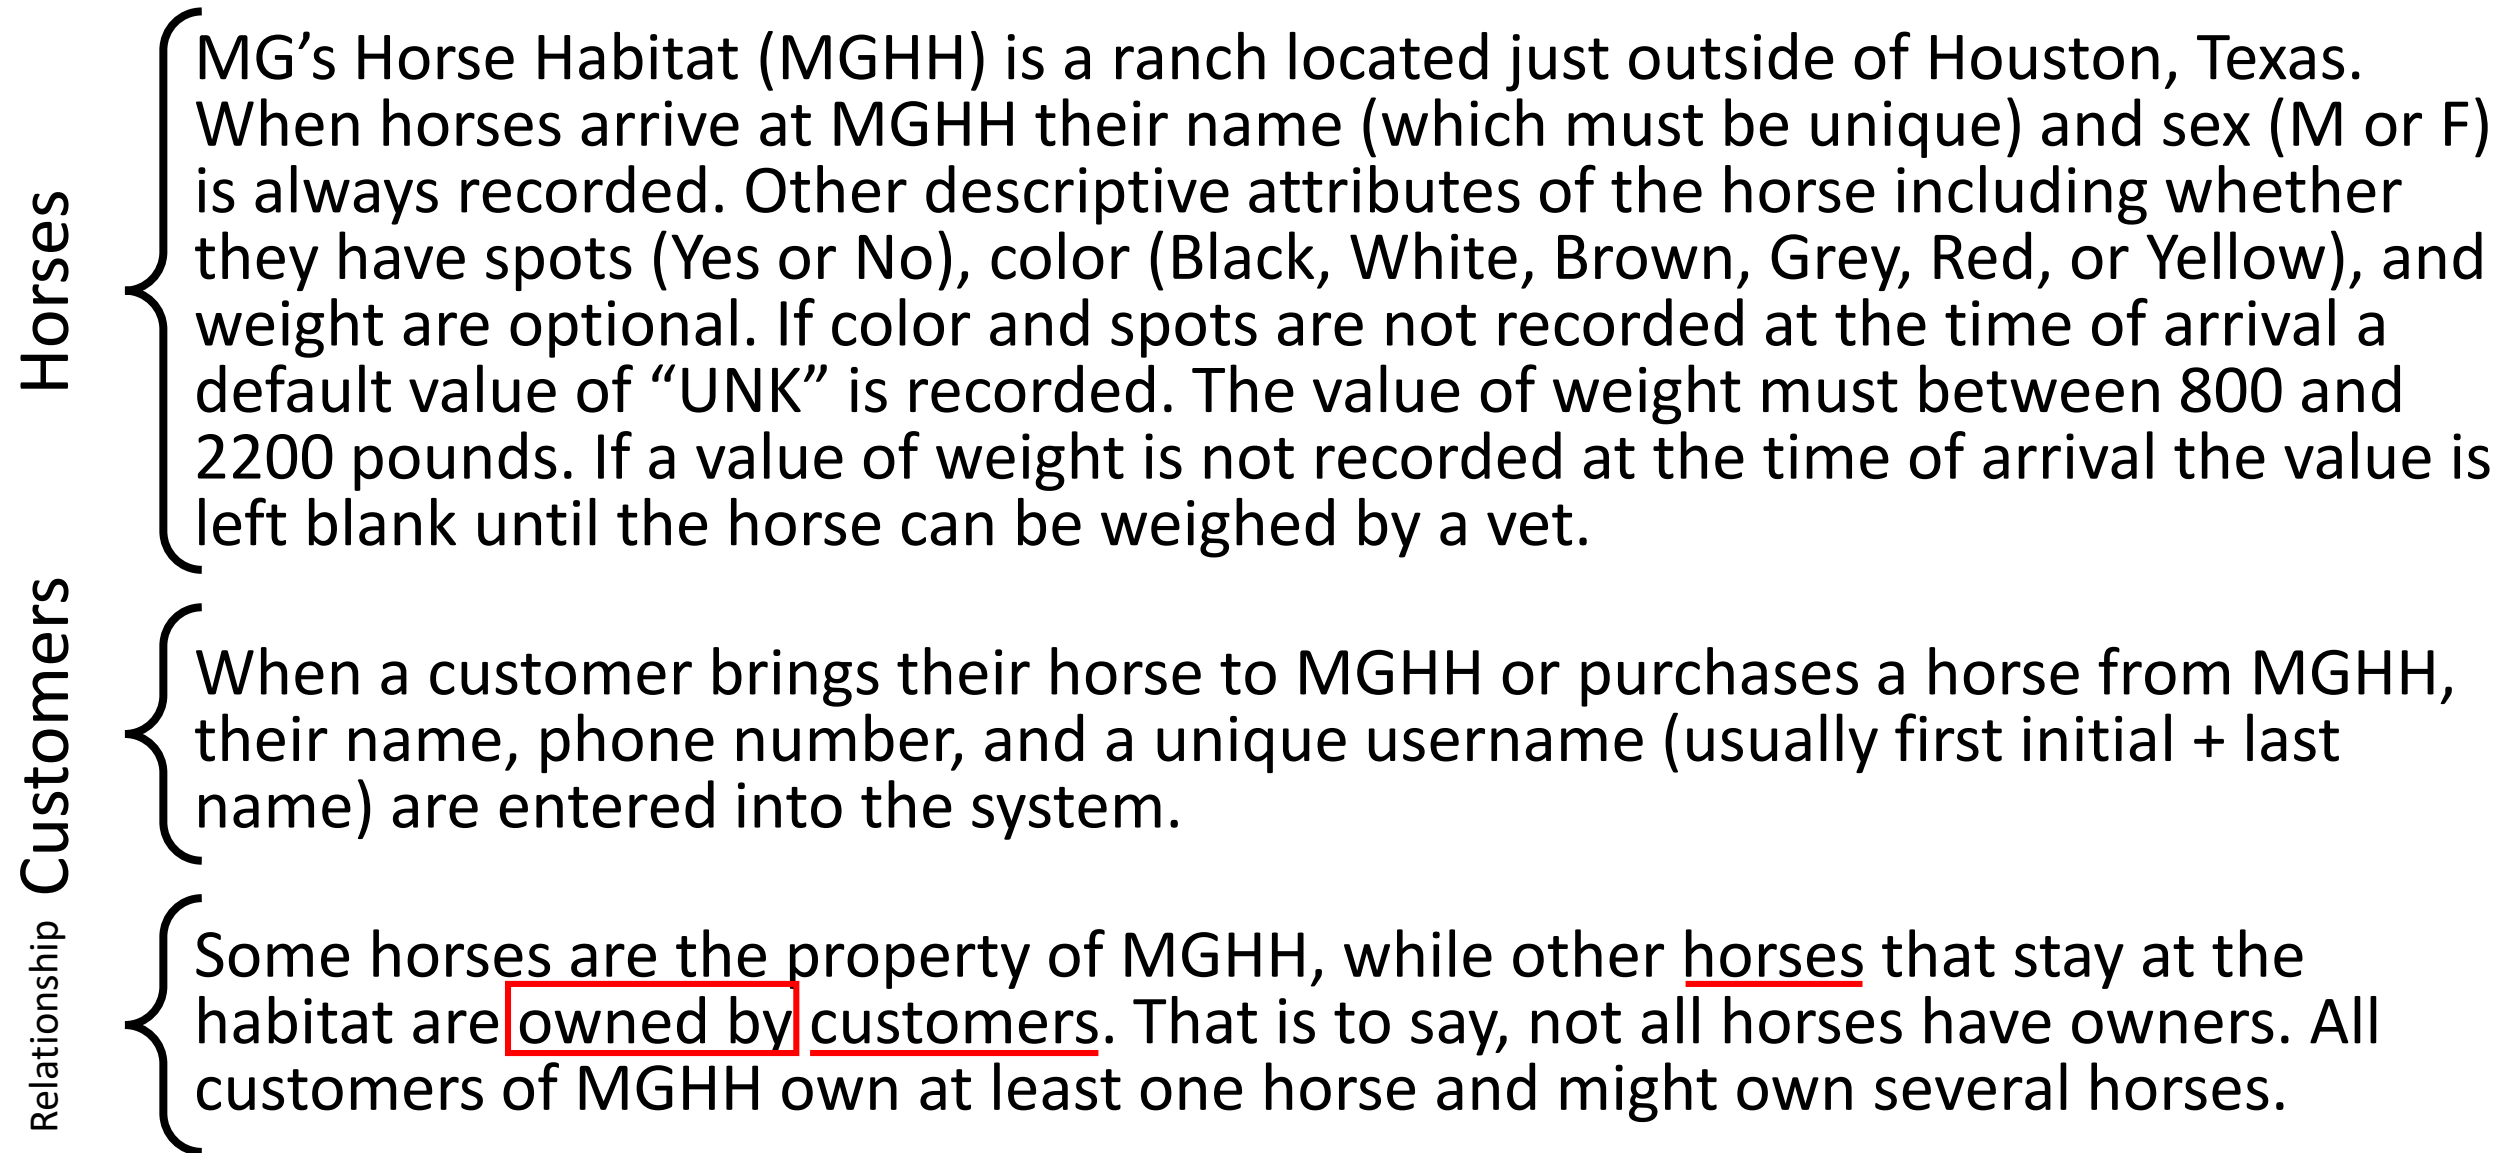 Horses
MG’s Horse Habitat (MGHH) is a ranch located just outside of Houston, Texas.
When horses arrive at MGHH their name (which must be unique) and sex (M or F)
is always recorded. Other descriptive attributes of the horse including whether
they have spots (Yes or No), color (Black, White, Brown, Grey, Red, or Yellow), and
weight are optional. If color and spots are not recorded at the time of arrival a
default value of “UNK” is recorded. The value of weight must between 800 and
2200 pounds. If a value of weight is not recorded at the time of arrival the value is
left blank until the horse can be weighed by a vet.
Customers
When a customer brings their horse to MGHH or purchases a horse from MGHH,
their name, phone number, and a unique username (usually first initial + last
name) are entered into the system.
Relationship
Some horses are the property of MGHH, while other horses that stay at the
habitat are owned by customers. That is to say, not all horses have owners. All
customers of MGHH own at least one horse and might own several horses.